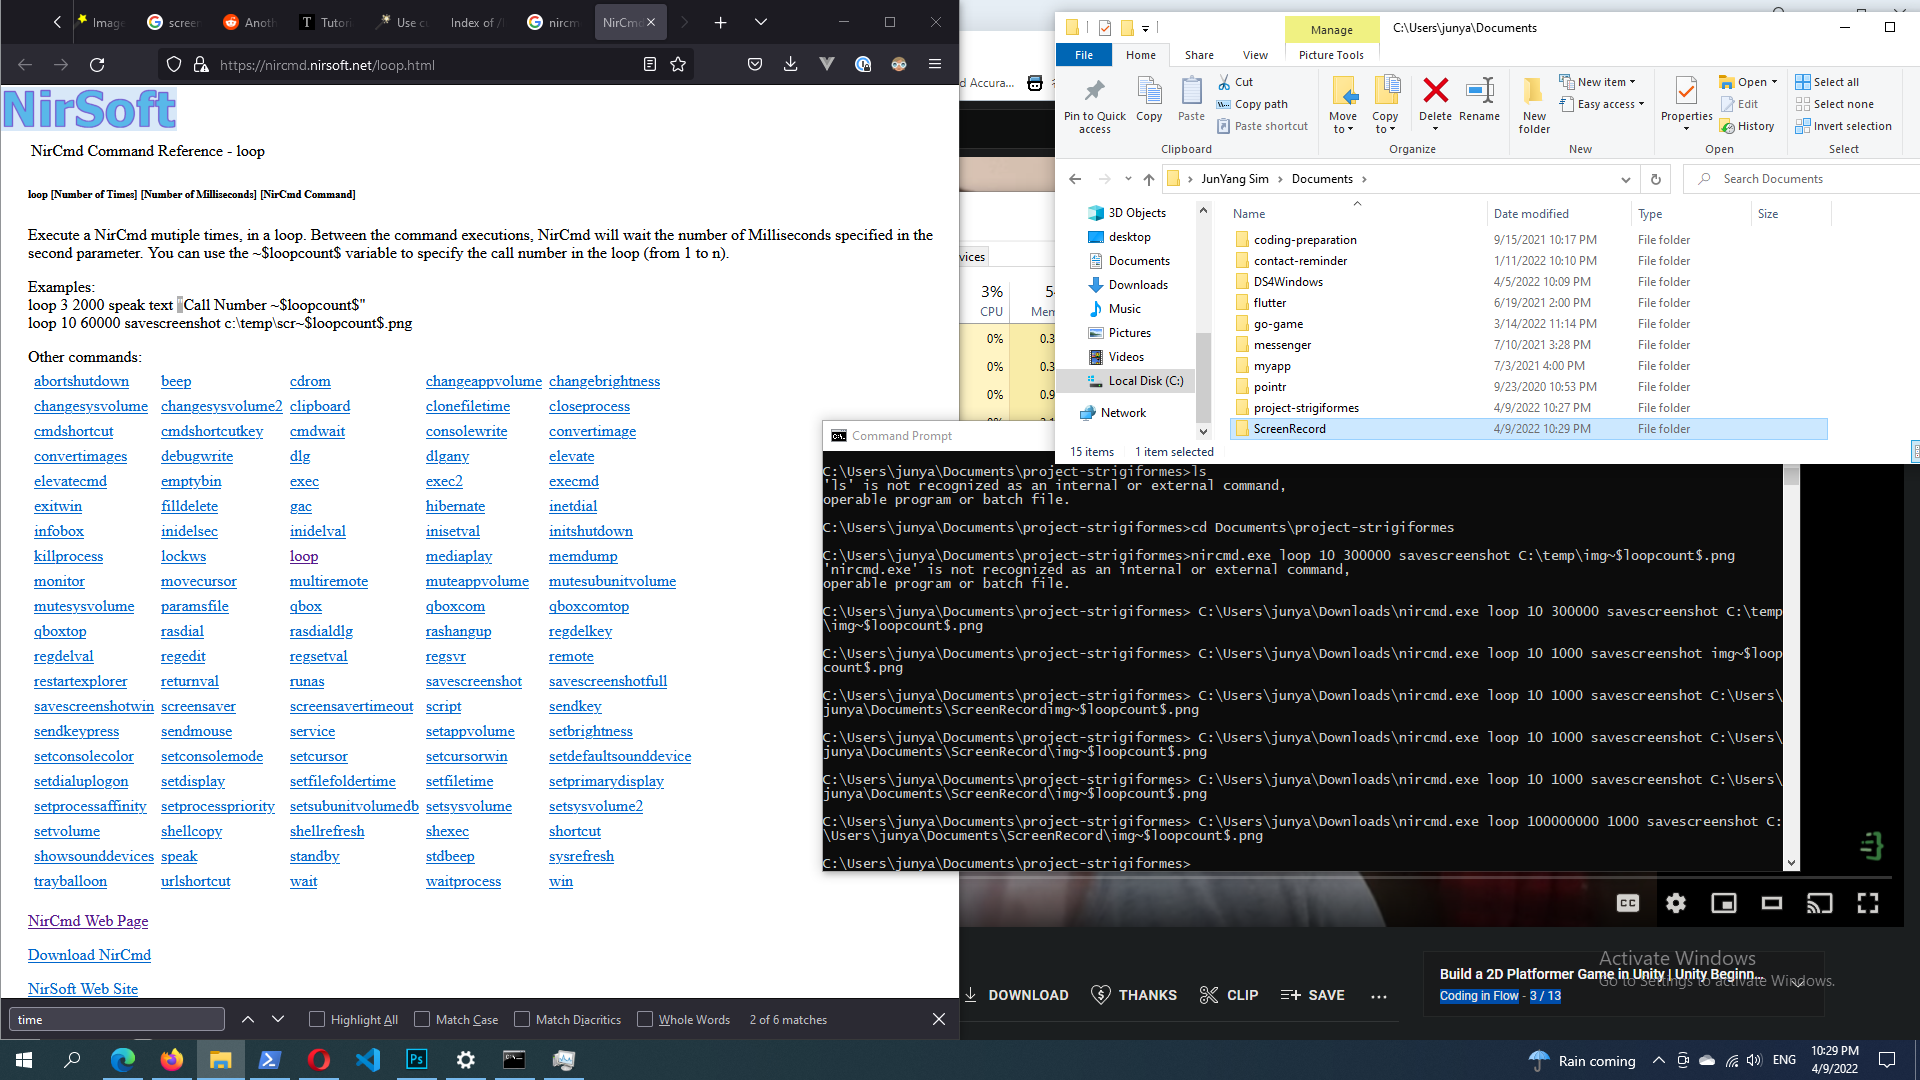 Image
screen
Anoth
Tutori
Use c
Index of /
nircm
NirCmd
https://nircmd.nirsoft.net/loop.html
NirSoft
NirCmd Command Reference - loop
loop [Number of Times] [Number of Milliseconds] [NirCmd Command]
Execute a NirCmd mutiple times, in a loop. Between the command executions, NirCmd will wait the number of Milliseconds specified in the
second parameter. You can use the ~$loopcount$ variable to specify the call number in the loop (from 1 to n).
Examples:
loop 3 2000 speak text "Call Number ~$loopcount$"
loop 10 60000 savescreenshot c:\temp\scr~$loopcount$.png
Other commands:
abortshutdown beep cdrom changeappvolume changebrightness
changesysvolume changesysvolume2 clipboard clonefiletime closeprocess
cmdshortcut cmdshortcutkey cmdwait consolewrite convertimage
convertimages debugwrite dlg dlgany elevate
elevatecmd emptybin exec exec2 execmd
exitwin filldelete gac hibernate inetdial
infobox inidelsec inidelval inisetval initshutdown
killprocess lockws loop mediaplay memdump
monitor movecursor multiremote muteappvolume mutesubunitvolume
mutesysvolume paramsfile qbox qboxcom qboxcomtop
qboxtop rasdial rasdialdlg rashangup regdelkey
regdelval regedit regsetval regsvr remote
restartexplorer returnval runas savescreenshot savescreenshotfull
savescreenshotwin screensaver screensavertimeout script sendkey
sendkeypress sendmouse service setappvolume setbrightness
setconsolecolor setconsolemode setcursor setcursorwin setdefaultsounddevice
setdialuplogon setdisplay setfilefoldertime setfiletime setprimarydisplay
setprocessaffinity setprocesspriority setsubunitvolumedb setsysvolume setsysvolume2
setvolume shellcopy shellrefresh shexec shortcut
showsounddevices speak standby stdbeep sysrefresh
trayballoon urlshortcut wait waitprocess win
NirCmd Web Page
Download NirCmd
NirSoft Web Site
time
Highlight All Match Case Match Diacritics Whole Words 2 of 6 matches
d Accura...
vices
3%
CPU Mem
0% 0.3
0% 0.3
0% 0.9
Manage C:\Users\junya\Documents
File Home Share View Picture Tools
Pin to Quick access
Copy
Paste
Cut
Copy path
Paste shortcut
Clipboard
Move to
Copy to
Delete
Rename
Organize
New folder
New item
Easy access
New
Properties
Open
Edit
History
Open
Select all
Select none
Invert selection
Select
JunYang Sim > Documents >
Search Documents
3D Objects
desktop
Documents
Downloads
Music
Pictures
Videos
Local Disk (C:)
Network
Name Date modified Type Size
coding-preparation 9/15/2021 10:17 PM File folder
contact-reminder 1/11/2022 10:10 PM File folder
DS4Windows 4/5/2022 10:09 PM File folder
flutter 6/19/2021 2:00 PM File folder
go-game 3/14/2022 11:14 PM File folder
messenger 7/10/2021 3:28 PM File folder
myapp 7/3/2021 4:00 PM File folder
pointr 9/23/2020 10:53 PM File folder
project-strigiformes 4/9/2022 10:27 PM File folder
ScreenRecord 4/9/2022 10:29 PM File folder
15 items 1 item selected
Command Prompt
C:\Users\junya\Documents\project-strigiformes>ls
'ls' is not recognized as an internal or external command,
operable program or batch file.
C:\Users\junya\Documents\project-strigiformes>cd Documents\project-strigiformes
C:\Users\junya\Documents\project-strigiformes>nircmd.exe loop 10 300000 savescreenshot C:\temp\img~$loopcount$.png
'nircmd.exe' is not recognized as an internal or external command,
operable program or batch file.
C:\Users\junya\Documents\project-strigiformes> C:\Users\junya\Downloads\nircmd.exe loop 10 300000 savescreenshot C:\temp
\img~$loopcount$.png
C:\Users\junya\Documents\project-strigiformes> C:\Users\junya\Downloads\nircmd.exe loop 10 1000 savescreenshot img~$loop
count$.png
C:\Users\junya\Documents\project-strigiformes> C:\Users\junya\Downloads\nircmd.exe loop 10 1000 savescreenshot C:\Users\
junya\Documents\ScreenRecordimg~$loopcount$.png
C:\Users\junya\Documents\project-strigiformes> C:\Users\junya\Downloads\nircmd.exe loop 10 1000 savescreenshot C:\Users\
junya\Documents\ScreenRecord\img~$loopcount$.png
C:\Users\junya\Documents\project-strigiformes> C:\Users\junya\Downloads\nircmd.exe loop 10 1000 savescreenshot C:\Users\
junya\Documents\ScreenRecord\img~$loopcount$.png
C:\Users\junya\Documents\project-strigiformes> C:\Users\junya\Downloads\nircmd.exe loop 100000000 1000 savescreenshot C:
\Users\junya\Documents\ScreenRecord\img~$loopcount$.png
C:\Users\junya\Documents\project-strigiformes>
CC
DOWNLOAD THANKS CLIP SAVE ...
Build a 2D Platformer Game in Unity | Unity Beginn...
Coding in Flow - 3 / 13
Activate Windows
Go to Settings to activate Windows.
Rain coming ENG 10:29 PM
4/9/2022